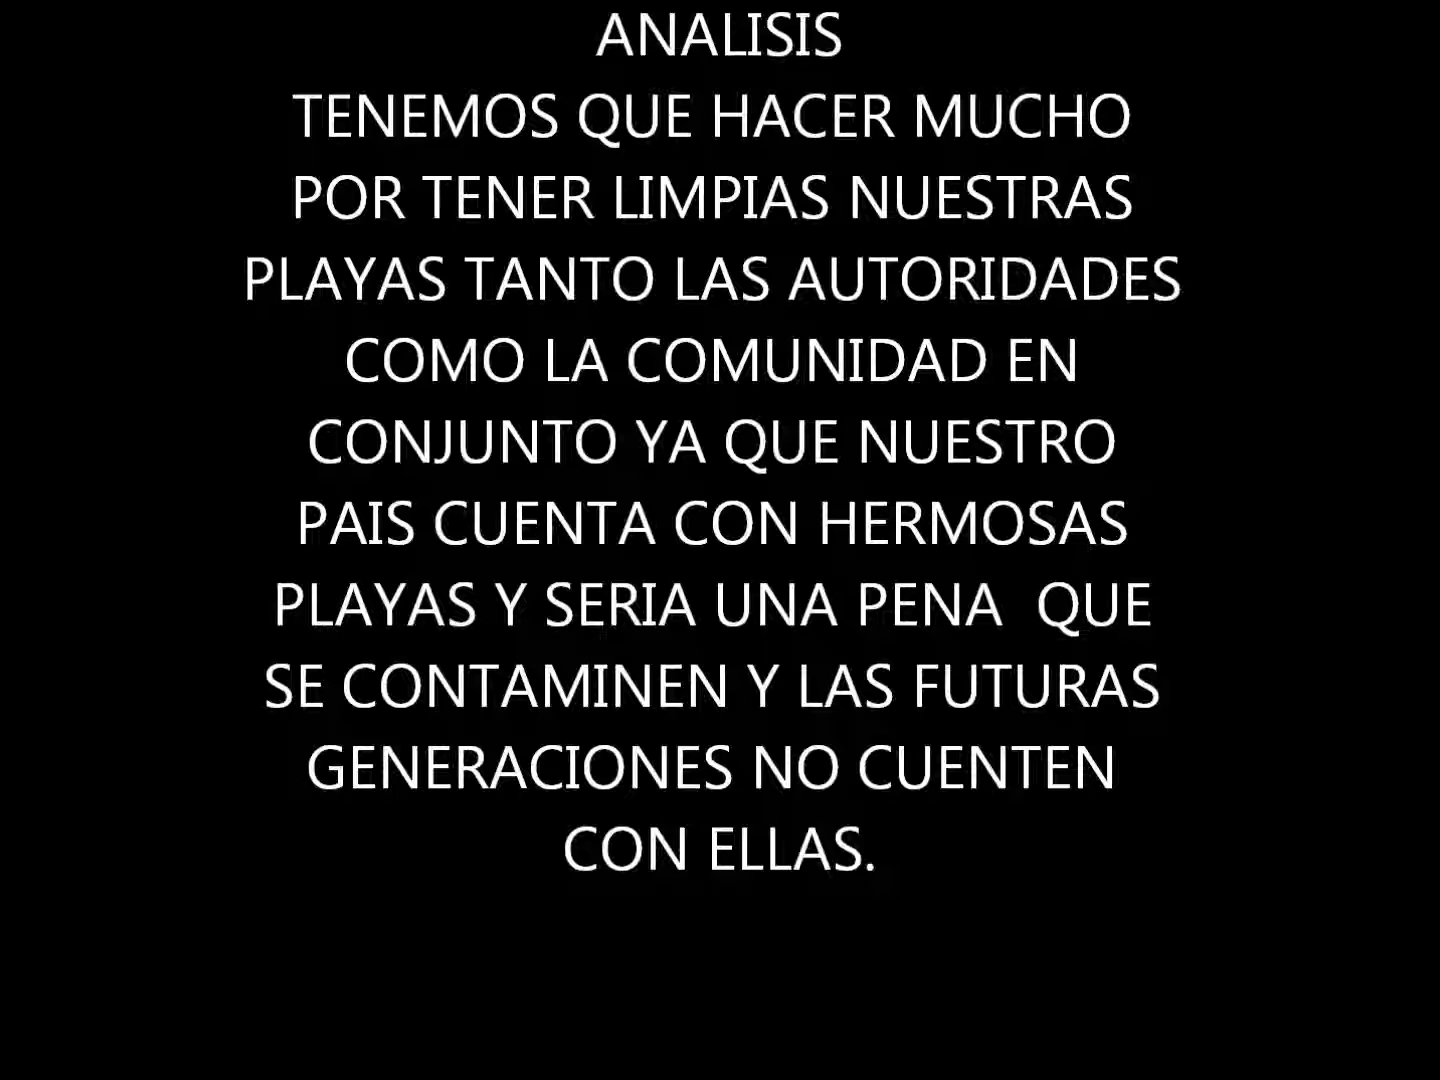 ANALISIS
TENEMOS QUE HACER MUCHO
POR TENER LIMPIAS NUESTRAS
PLAYAS TANTO LAS AUTORIDADES
COMO LA COMUNIDAD EN
CONJUNTO YA QUE NUESTRO
PAIS CUENTA CON HERMOSAS
PLAYAS Y SERIA UNA PENA  QUE
SE CONTAMINEN Y LAS FUTURAS
GENERACIONES NO CUENTEN
CON ELLAS.